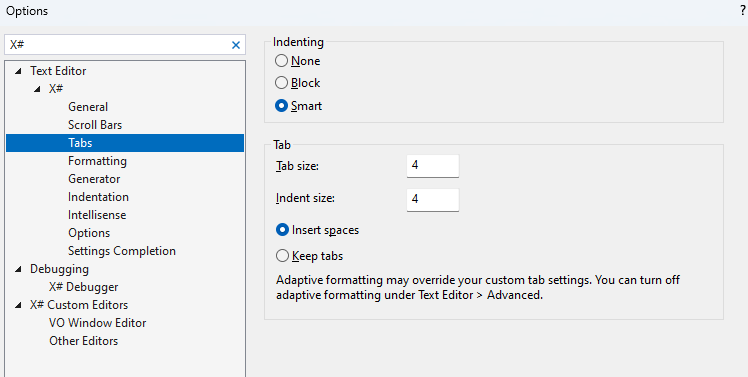 Options
?
X#
Text Editor
X#
General
Scroll Bars
Tabs
Formatting
Generator
Indentation
Intellisense
Options
Settings Completion
Debugging
X# Debugger
X# Custom Editors
VO Window Editor
Other Editors
Indenting
None
Block
Smart
Tab
Tab size: 4
Indent size: 4
Insert spaces
Keep tabs
Adaptive formatting may override your custom tab settings. You can turn off
adaptive formatting under Text Editor > Advanced.